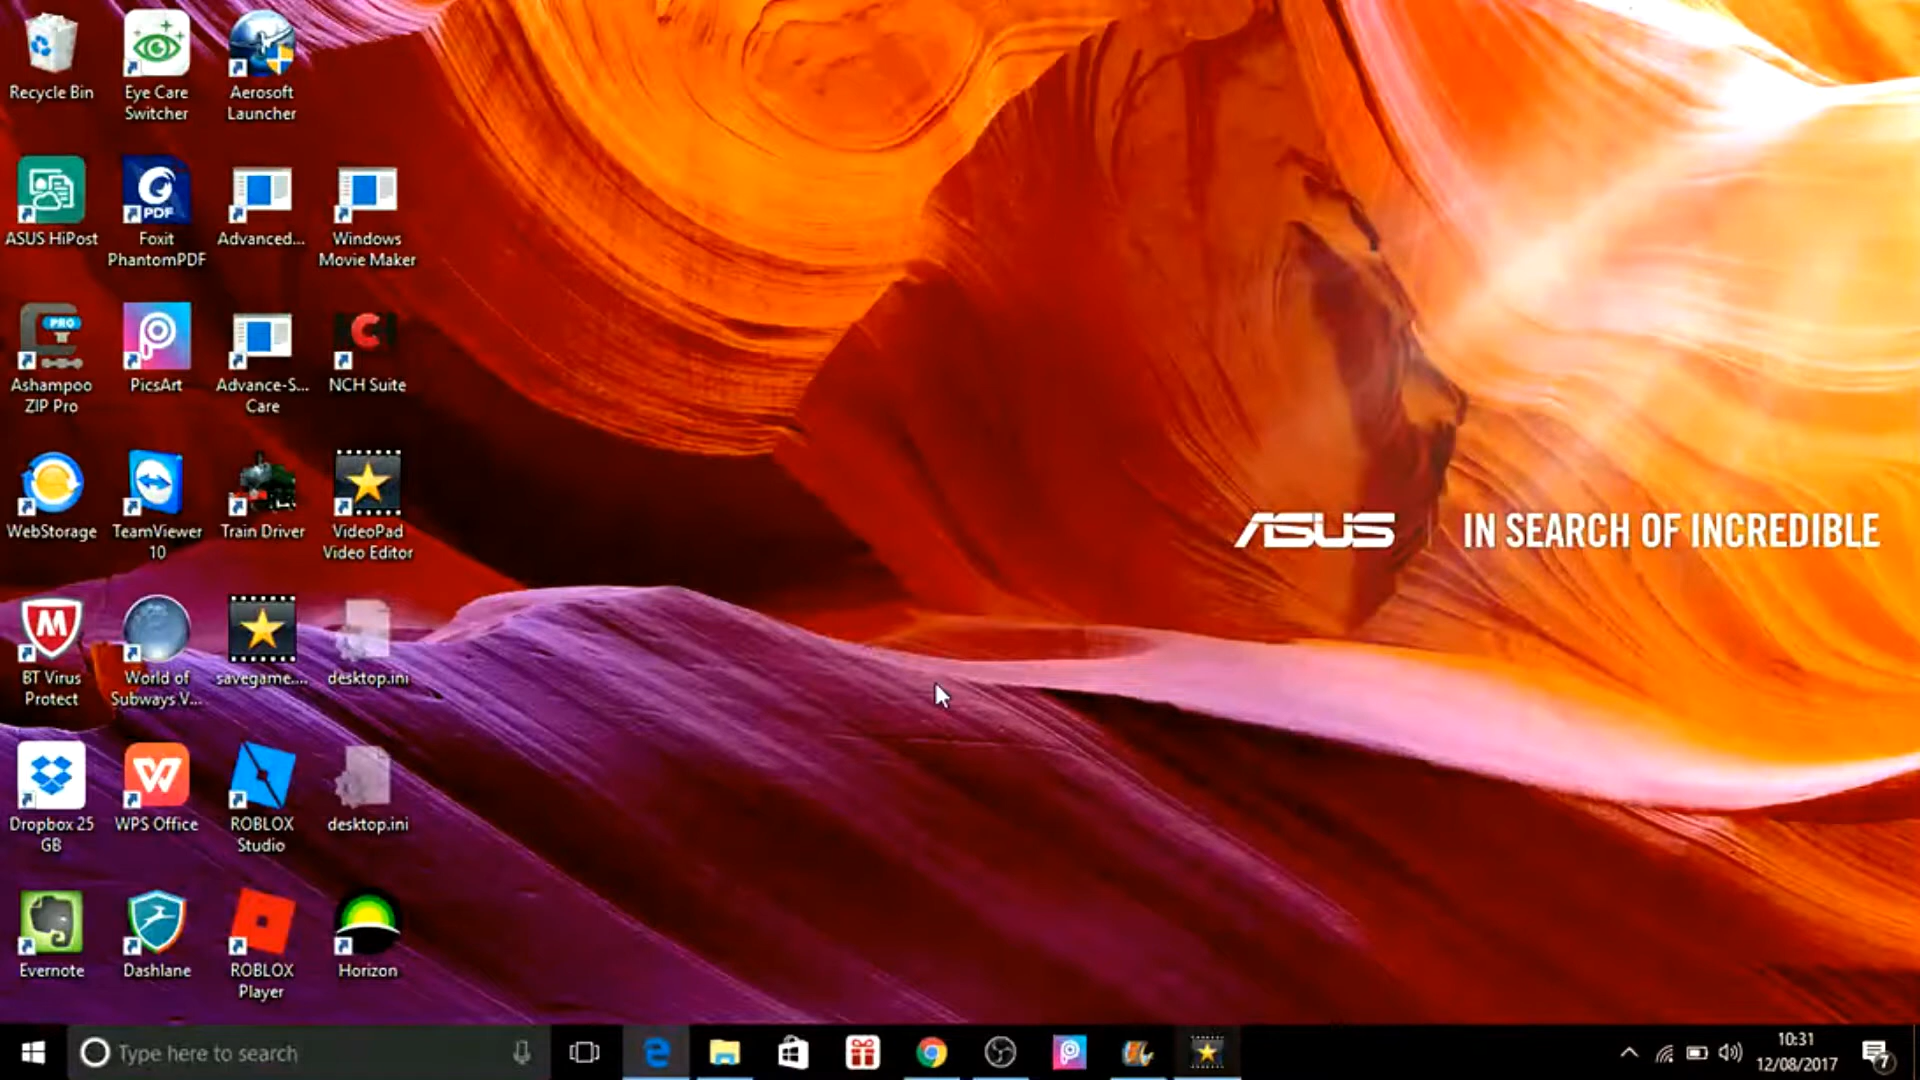 Recycle Bin
Eye Care
Switcher
Aerosoft
Launcher
ASUS HiPost
PDF
Foxit
PhantomPDF
Advanced...
Windows
Movie Maker
PRO
Ashampoo
ZIP Pro
PicsArt
Advance-S...
Care
NCH Suite
WebStorage
TeamViewer
10
Train Driver
VideoPad
Video Editor
ASUS
IN SEARCH OF INCREDIBLE
BT Virus
Protect
World of
Subways V...
savegame....
desktop.ini
Dropbox 25
GB
WPS Office
ROBLOX
Studio
desktop.ini
Evernote
Dashlane
ROBLOX
Player
Horizon
Type here to search
10:31
12/08/2017
7